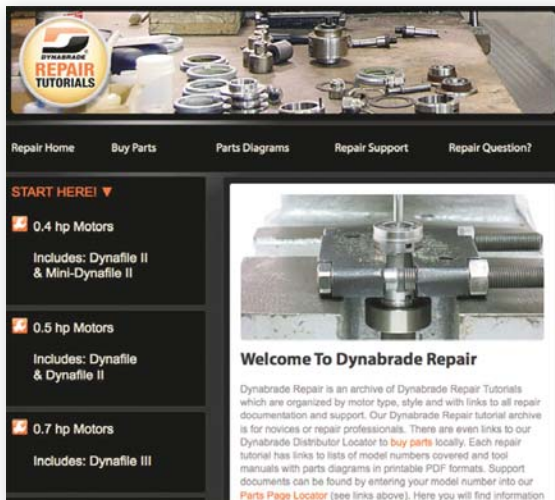 DYNABRADE
REPAIR
TUTORIALS
Repair Home
Buy Parts
Parts Diagrams
Repair Support
Repair Question?
START HERE! ▼
0.4 hp Motors
Includes: Dynafile II
& Mini-Dynafile II
0.5 hp Motors
Includes: Dynafile
& Dynafile II
0.7 hp Motors
Includes: Dynafile III
Welcome To Dynabrade Repair
Dynabrade Repair is an archive of Dynabrade Repair Tutorials
which are organized by motor type, style and with links to all repair
documentation and support. Our Dynabrade Repair tutorial archive
is for novices or repair professionals. There are even links to our
Dynabrade Distributor Locator to buy parts locally. Each repair
tutorial has links to lists of model numbers covered and tool
manuals with parts diagrams in printable PDF formats. Support
documents can be found by entering your model number into our
Parts Page Locator (see links above). Here you will find information